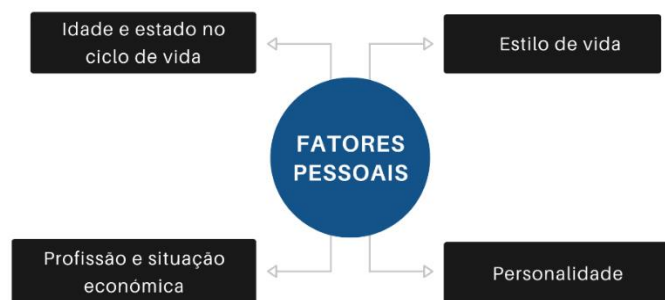 Idade e estado no
ciclo de vida
Estilo de vida
FATORES
PESSOAIS
Profissão e situação
económica
Personalidade